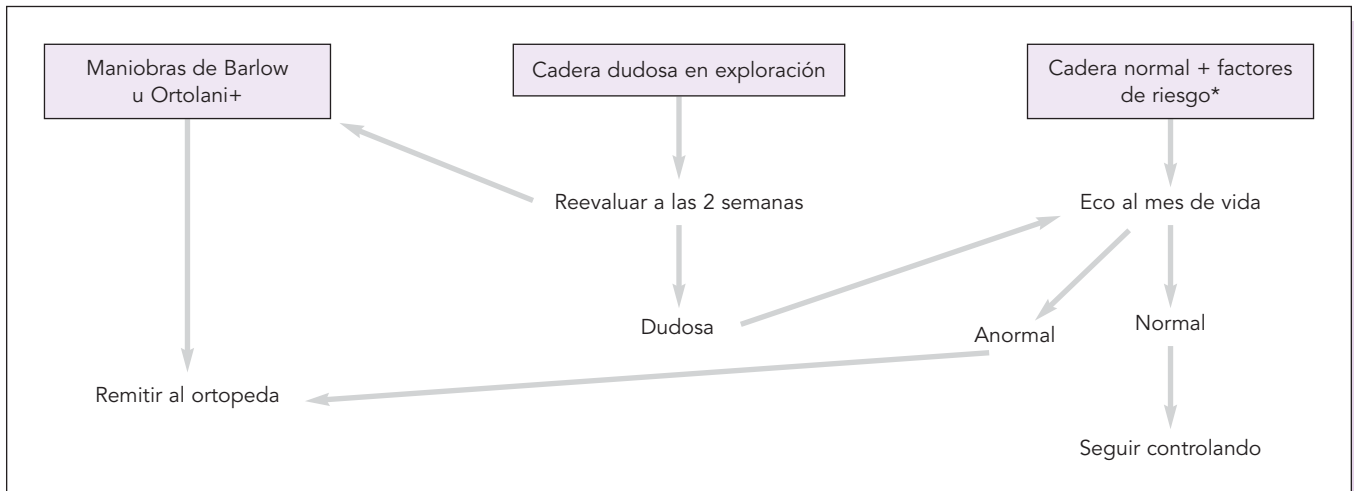 Maniobras de Barlow
u Ortolani+
Cadera dudosa en exploración
Cadera normal + factores
de riesgo*
Reevaluar a las 2 semanas
Eco al mes de vida
Dudosa
Anormal
Normal
Remitir al ortopeda
Seguir controlando